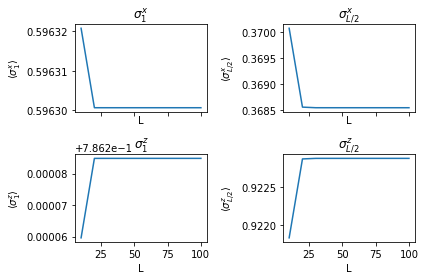 σ₁ˣ
⟨σ₁ˣ⟩
0.59632
0.59631
0.59630
L
σˣ_{L/2}
⟨σˣ_{L/2}⟩
0.3700
0.3695
0.3690
0.3685
L
+7.862e−1 σ₁ᶻ
⟨σ₁ᶻ⟩
0.00008
0.00007
0.00006
25 50 75 100
L
σᶻ_{L/2}
⟨σᶻ_{L/2}⟩
0.9225
0.9220
25 50 75 100
L